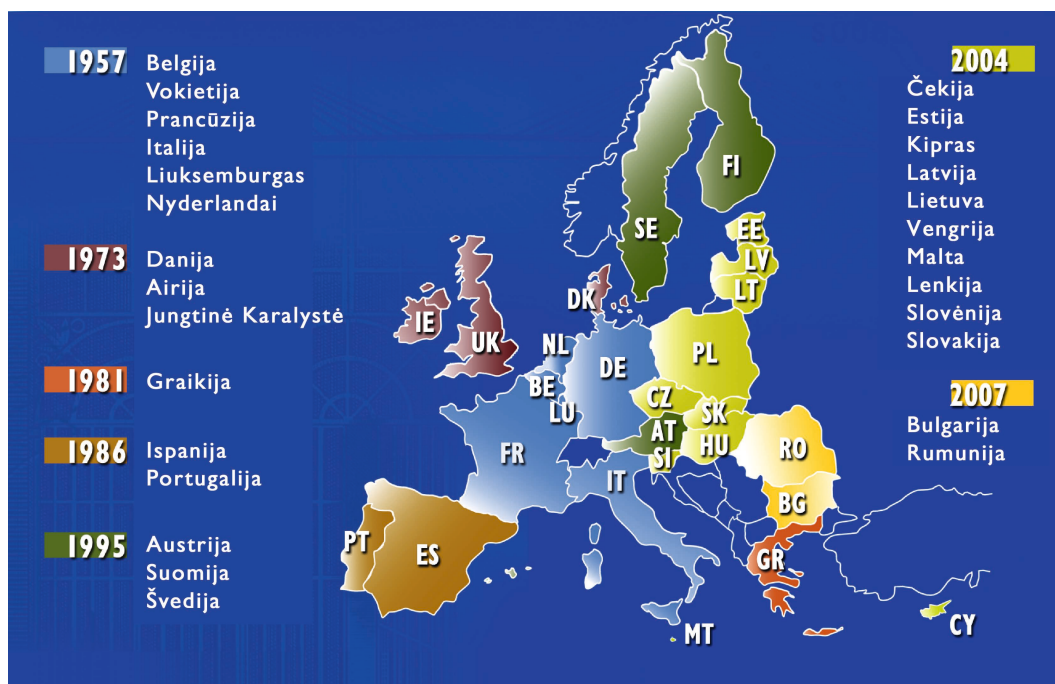 1957
Belgija
Vokietija
Prancūzija
Italija
Liuksemburgas
Nyderlandai
1973
Danija
Airija
Jungtinė Karalystė
1981
Graikija
1986
Ispanija
Portugalija
1995
Austrija
Suomija
Švedija
2004
Čekija
Estija
Kipras
Latvija
Lietuva
Vengrija
Malta
Lenkija
Slovėnija
Slovakija
2007
Bulgarija
Rumunija
FI
SE
EE
LV
LT
DK
IE
UK
NL
PL
DE
BE
CZ
LU
SK
AT
HU
FR
SI
RO
IT
BG
PT
ES
GR
MT
CY